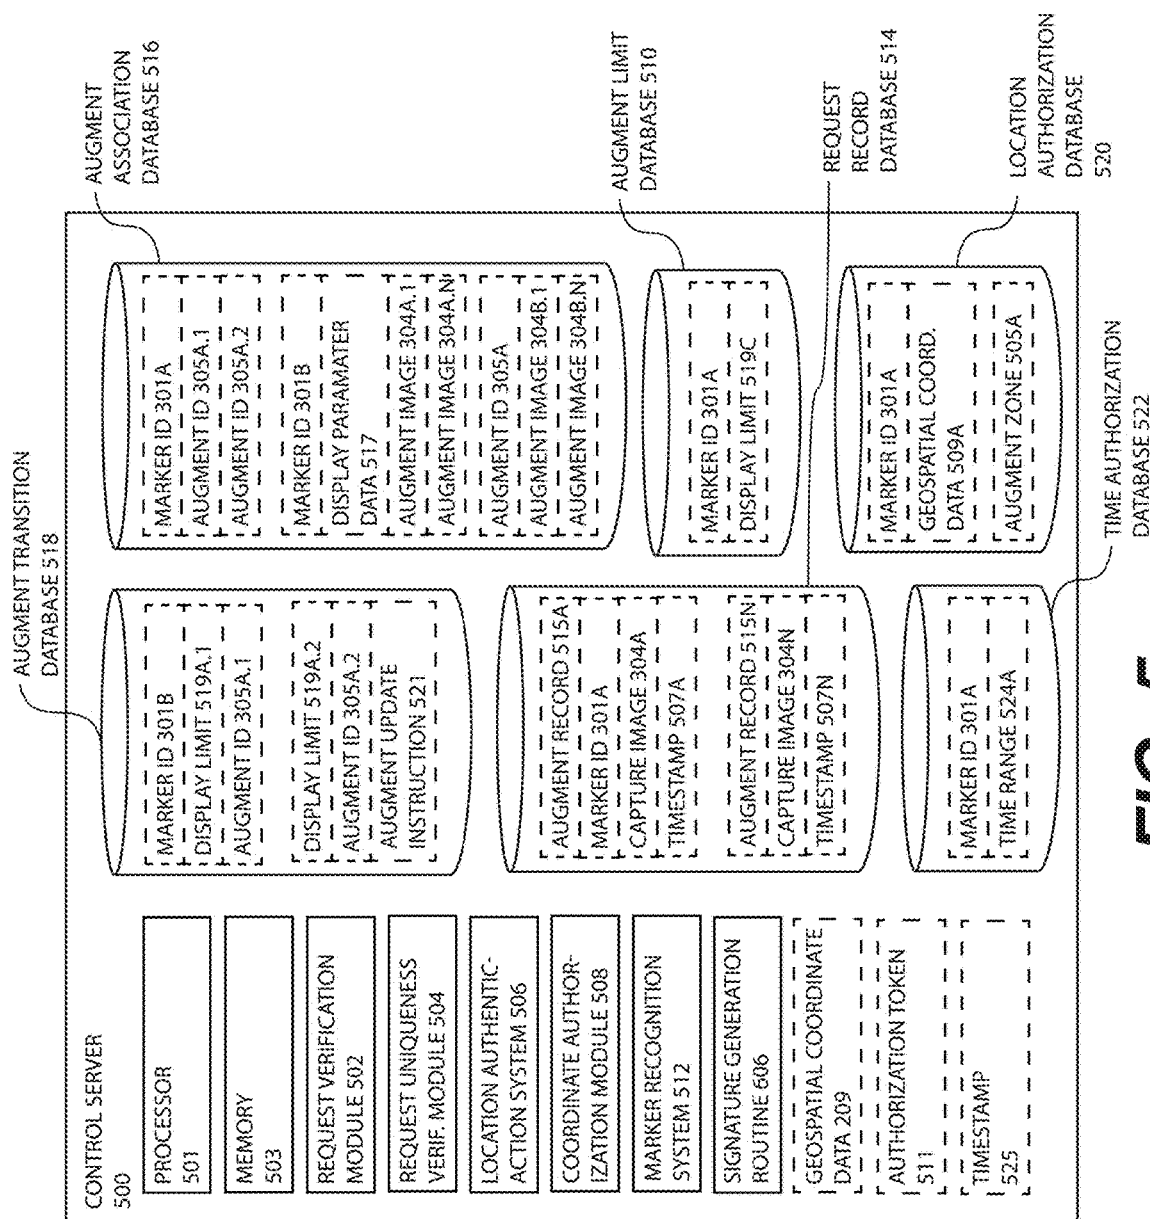 CONTROL SERVER
500
PROCESSOR
501
MEMORY
503
REQUEST VERIFICATION
MODULE 502
REQUEST UNIQUENESS
VERIF. MODULE 504
LOCATION AUTHENTIC-
ACTION SYSTEM 506
COORDINATE AUTHOR-
IZATION MODULE 508
MARKER RECOGNITION
SYSTEM 512
SIGNATURE GENERATION
ROUTINE 606
GEOSPATIAL COORDINATE
DATA 209
AUTHORIZATION TOKEN
511
TIMESTAMP
525
AUGMENT TRANSITION
DATABASE 518
MARKER ID 301B
DISPLAY LIMIT 519A.1
AUGMENT ID 305A.1
DISPLAY LIMIT 519A.2
AUGMENT ID 305A.2
AUGMENT UPDATE
INSTRUCTION 521
AUGMENT RECORD 515A
MARKER ID 301A
CAPTURE IMAGE 304A
TIMESTAMP 507A
AUGMENT RECORD 515N
CAPTURE IMAGE 304N
TIMESTAMP 507N
MARKER ID 301A
TIME RANGE 524A
TIME AUTHORIZATION
DATABASE 522
MARKER ID 301A
AUGMENT ID 305A.1
AUGMENT ID 305A.2
MARKER ID 301B
DISPLAY PARAMATER
DATA 517
AUGMENT IMAGE 304A.1
AUGMENT IMAGE 304A.N
AUGMENT ID 305A
AUGMENT IMAGE 304B.1
AUGMENT IMAGE 304B.N
MARKER ID 301A
DISPLAY LIMIT 519C
MARKER ID 301A
GEOSPATIAL COORD.
DATA 509A
AUGMENT ZONE 505A
AUGMENT
ASSOCIATION
DATABASE 516
AUGMENT LIMIT
DATABASE 510
REQUEST
RECORD
DATABASE 514
LOCATION
AUTHORIZATION
DATABASE
520